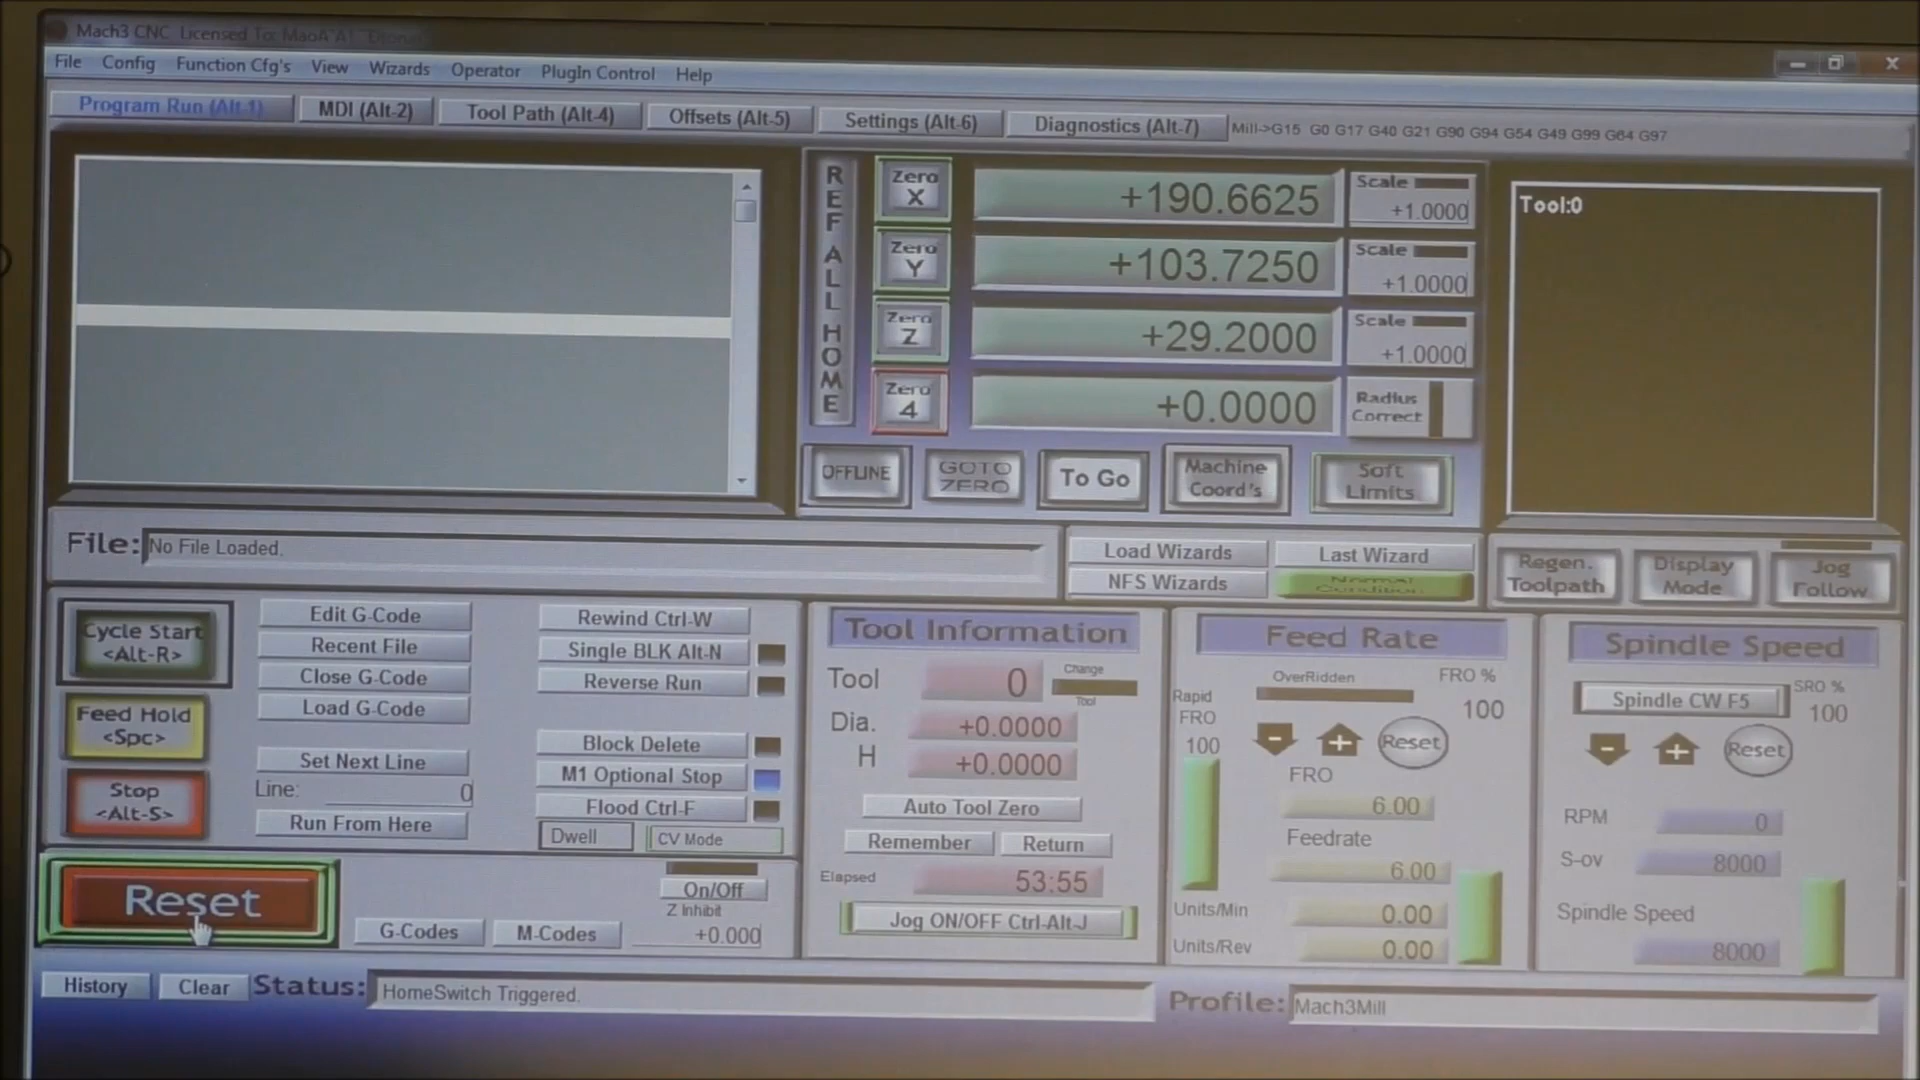 Mach3 CNC Licensed To:
File Config Function Cfg's View Wizards Operator PlugIn Control Help
Program Run (Alt-1) MDI (Alt-2) Tool Path (Alt-4) Offsets (Alt-5) Settings (Alt-6) Diagnostics (Alt-7) Mill->G15 G0 G17 G40 G21 G90 G94 G54 G49 G99 G64 G97
REF ALL HOME
Zero X +190.6625 Scale +1.0000
Zero Y +103.7250 Scale +1.0000
Zero Z +29.2000 Scale +1.0000
Zero 4 +0.0000 Radius Correct
Tool:0
OFFLINE GOTO ZERO To Go Machine Coord's Soft Limits
File: No File Loaded.
Load Wizards Last Wizard
NFS Wizards Normal Condition
Regen. Toolpath Display Mode Jog Follow
Cycle Start <Alt-R>
Feed Hold <Spc>
Stop <Alt-S>
Edit G-Code
Recent File
Close G-Code
Load G-Code
Set Next Line
Line: 0
Run From Here
Rewind Ctrl-W
Single BLK Alt-N
Reverse Run
Block Delete
M1 Optional Stop
Flood Ctrl-F
Dwell CV Mode
Reset
G-Codes M-Codes
On/Off
Z Inhibit
+0.000
Tool Information
Tool 0 Change Tool
Dia. +0.0000
H +0.0000
Auto Tool Zero
Remember Return
Elapsed 53:55
Jog ON/OFF Ctrl-Alt-J
Feed Rate
OverRidden FRO %
100
Rapid FRO
100
Reset
FRO
6.00
Feedrate
6.00
Units/Min 0.00
Units/Rev 0.00
Spindle Speed
Spindle CW F5 SRO %
100
Reset
RPM 0
S-ov 8000
Spindle Speed
8000
History Clear Status: HomeSwitch Triggered. Profile: Mach3Mill